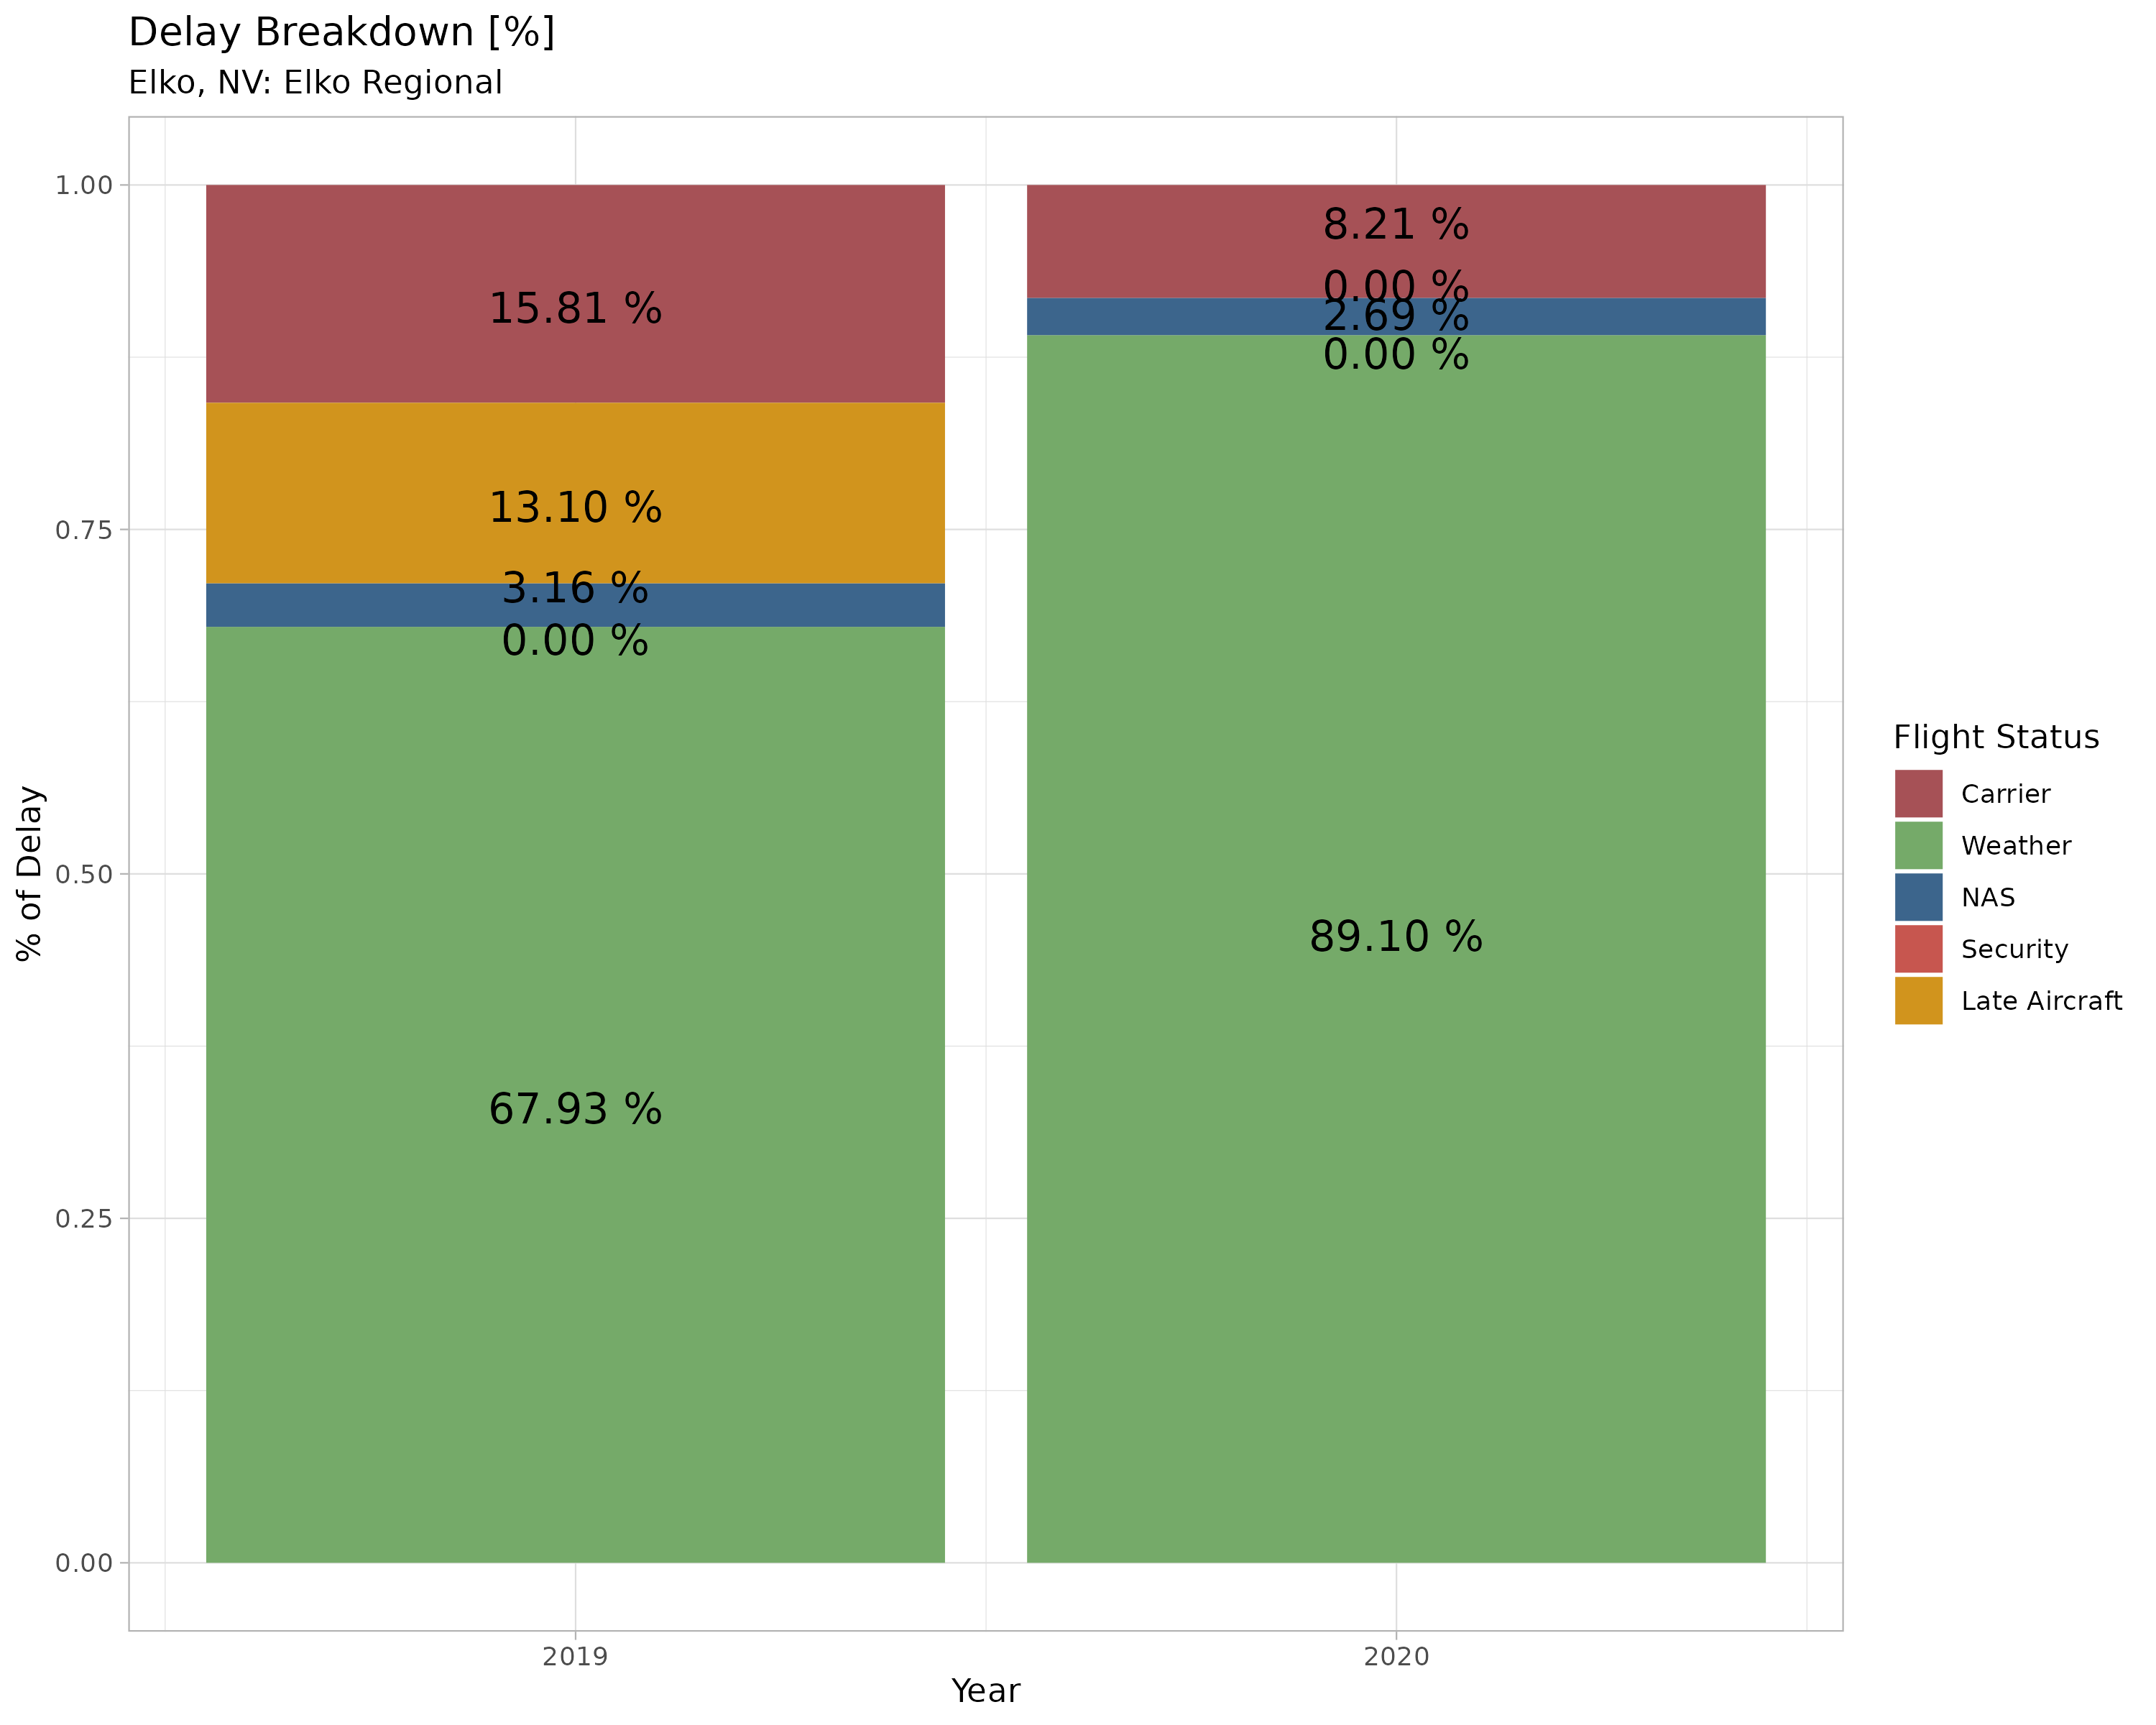 Delay Breakdown [%]
Elko, NV: Elko Regional
1.00
0.75
0.50
0.25
0.00
% of Delay
15.81 %
13.10 %
3.16 %
0.00 %
67.93 %
8.21 %
0.00 %
2.69 %
0.00 %
89.10 %
2019
2020
Year
Flight Status
Carrier
Weather
NAS
Security
Late Aircraft